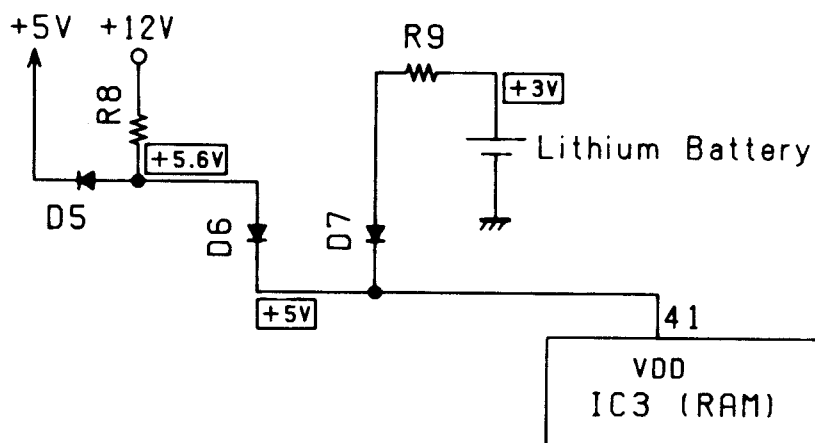 +5V
+12V
R8
+5.6V
D5
D6
+5V
R9
+3V
Lithium Battery
D7
41
VDD
IC3 (RAM)